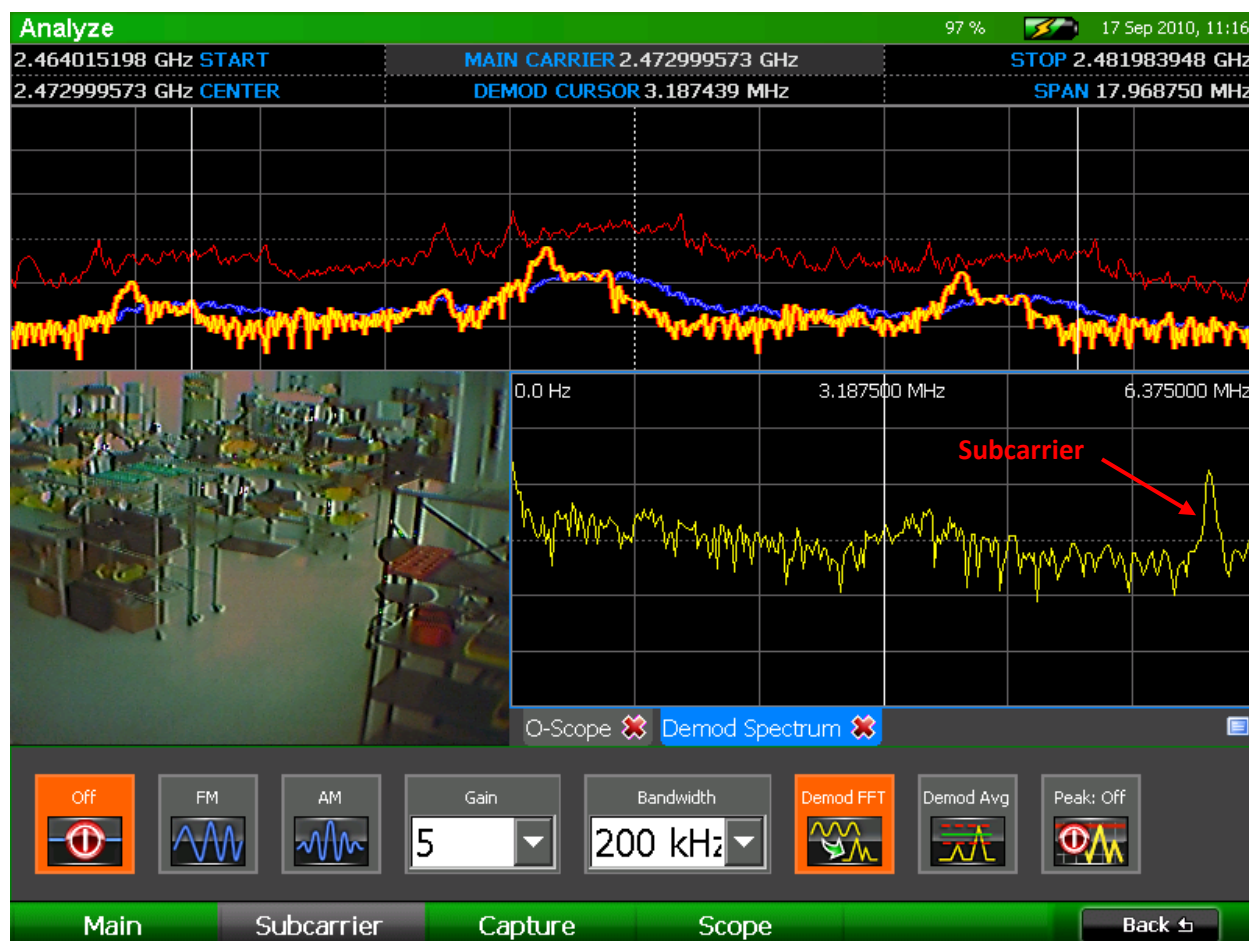 Analyze 97 % 17 Sep 2010, 11:16
2.464015198 GHz START MAIN CARRIER 2.472999573 GHz STOP 2.481983948 GHz
2.472999573 GHz CENTER DEMOD CURSOR 3.187439 MHz SPAN 17.968750 MHz
0.0 Hz 3.187500 MHz 6.375000 MHz
Subcarrier
O-Scope Demod Spectrum
Off FM AM Gain Bandwidth Demod FFT Demod Avg Peak: Off
5 200 kHz
Main Subcarrier Capture Scope Back